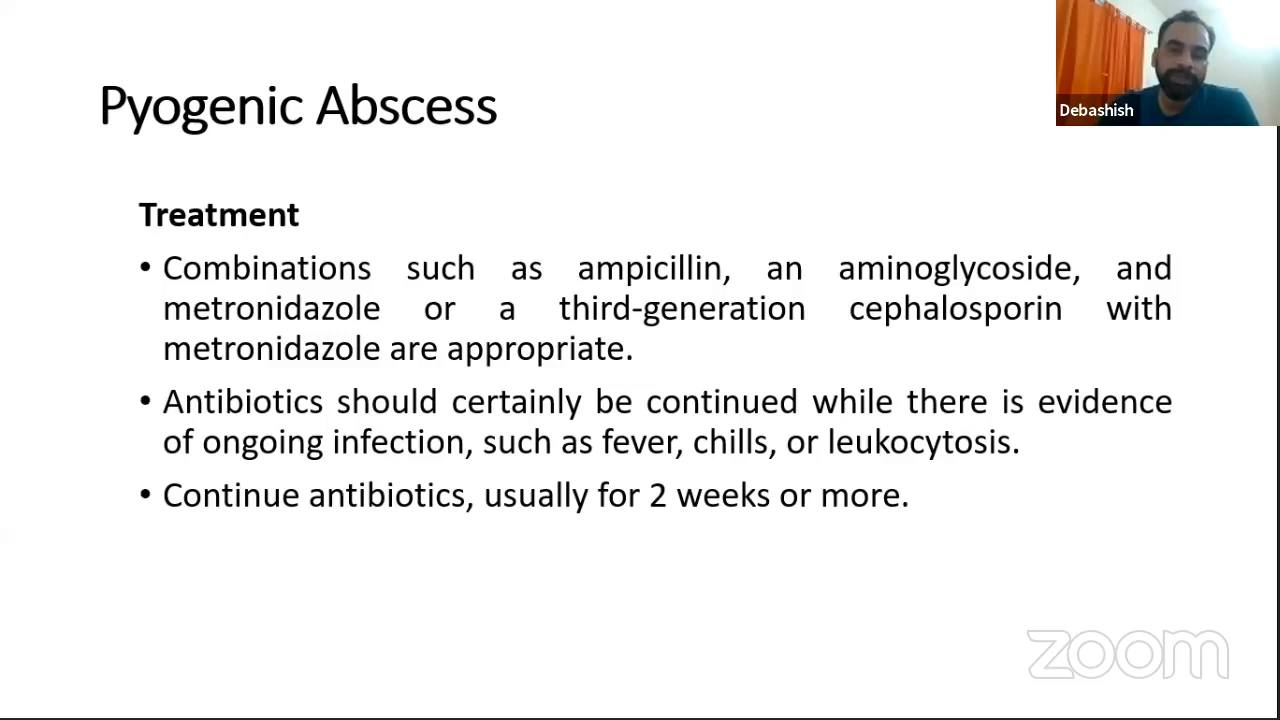 Pyogenic Abscess
Debashish
Treatment
• Combinations such as ampicillin, an aminoglycoside, and
metronidazole or a third-generation cephalosporin with
metronidazole are appropriate.
• Antibiotics should certainly be continued while there is evidence
of ongoing infection, such as fever, chills, or leukocytosis.
• Continue antibiotics, usually for 2 weeks or more.
zoom